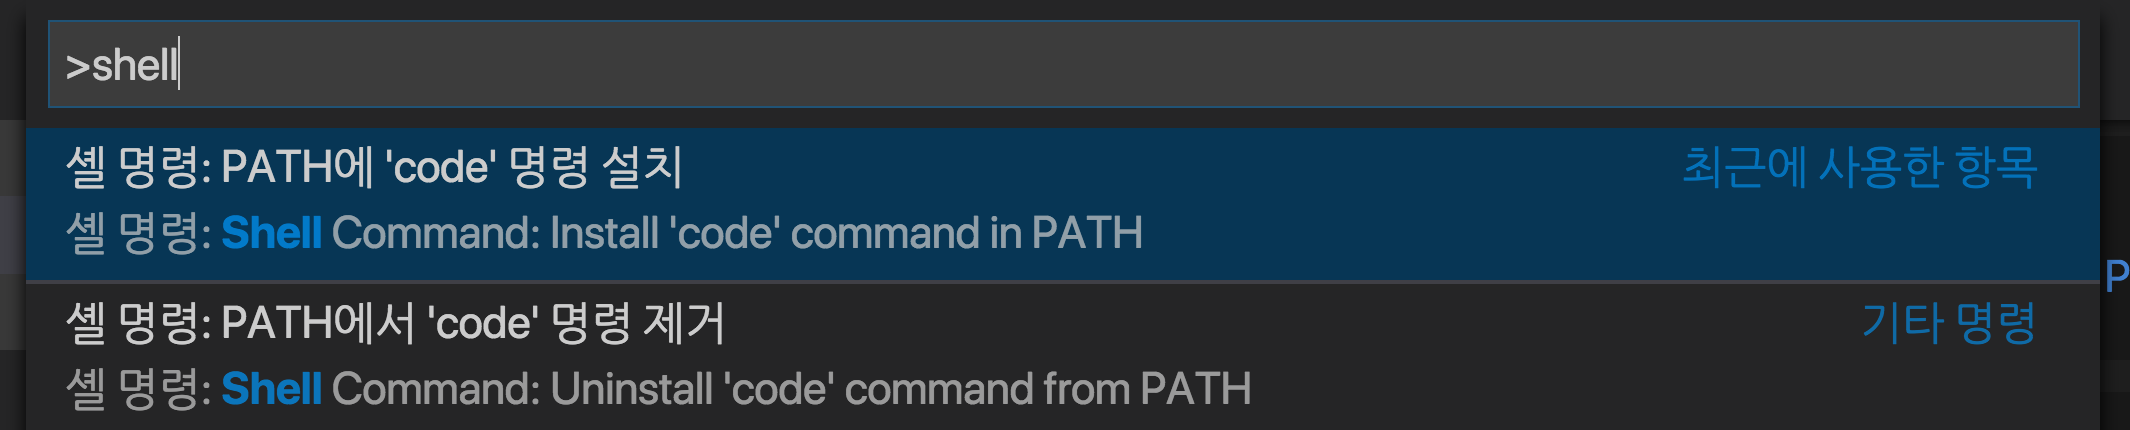 >shell
셸 명령: PATH에 'code' 명령 설치 최근에 사용한 항목
셸 명령: Shell Command: Install 'code' command in PATH
셸 명령: PATH에서 'code' 명령 제거 기타 명령
셸 명령: Shell Command: Uninstall 'code' command from PATH
P